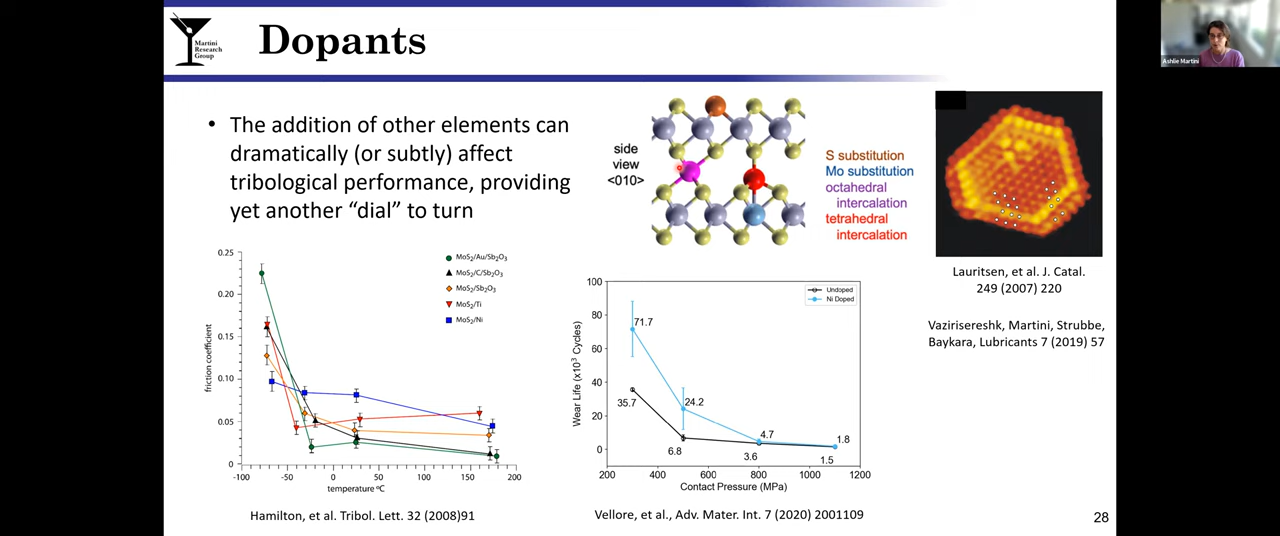 Martini
Research
Group
Dopants
Ashlie Martini
• The addition of other elements can
dramatically (or subtly) affect
tribological performance, providing
yet another “dial” to turn
side
view
<010>
S substitution
Mo substitution
octahedral
intercalation
tetrahedral
intercalation
Lauritsen, et al. J. Catal.
249 (2007) 220
Vazirisereshk, Martini, Strubbe,
Baykara, Lubricants 7 (2019) 57
friction coefficient
0.25
0.20
0.15
0.10
0.05
0
-100
-50
0
50
100
150
200
temperature ºC
MoS₂/Au/Sb₂O₃
MoS₂/C/Sb₂O₃
MoS₂/Sb₂O₃
MoS₂/Ti
MoS₂/Ni
Hamilton, et al. Tribol. Lett. 32 (2008)91
Wear Life (x10³ Cycles)
100
80
60
40
20
0
200
400
600
800
1000
1200
Contact Pressure (MPa)
Undoped
Ni Doped
71.7
35.7
24.2
6.8
4.7
3.6
1.8
1.5
Vellore, et al., Adv. Mater. Int. 7 (2020) 2001109
28